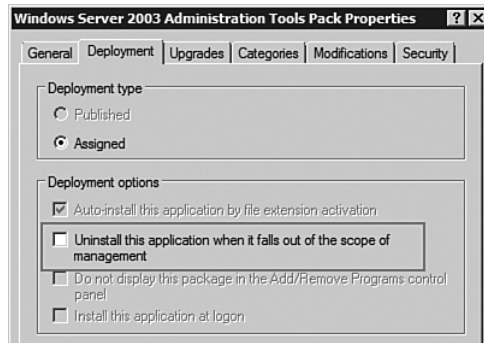 Windows Server 2003 Administration Tools Pack Properties ? X
General Deployment Upgrades Categories Modifications Security
Deployment type
Published
Assigned
Deployment options
Auto-install this application by file extension activation
Uninstall this application when it falls out of the scope of
management
Do not display this package in the Add/Remove Programs control
panel
Install this application at logon